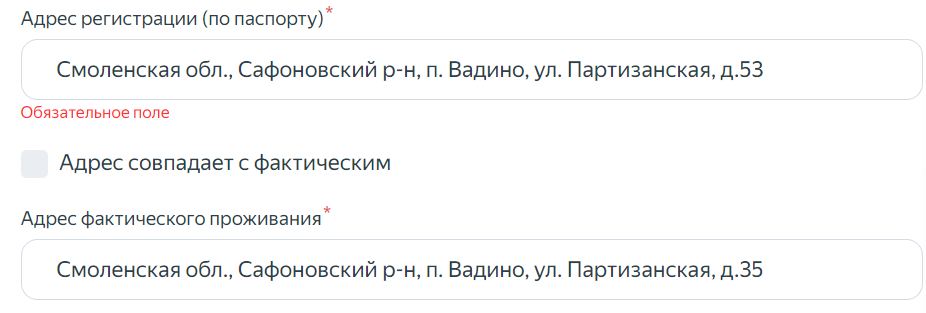 Адрес регистрации (по паспорту)*
Смоленская обл., Сафоновский р-н, п. Вадино, ул. Партизанская, д.53
Обязательное поле
Адрес совпадает с фактическим
Адрес фактического проживания*
Смоленская обл., Сафоновский р-н, п. Вадино, ул. Партизанская, д.35